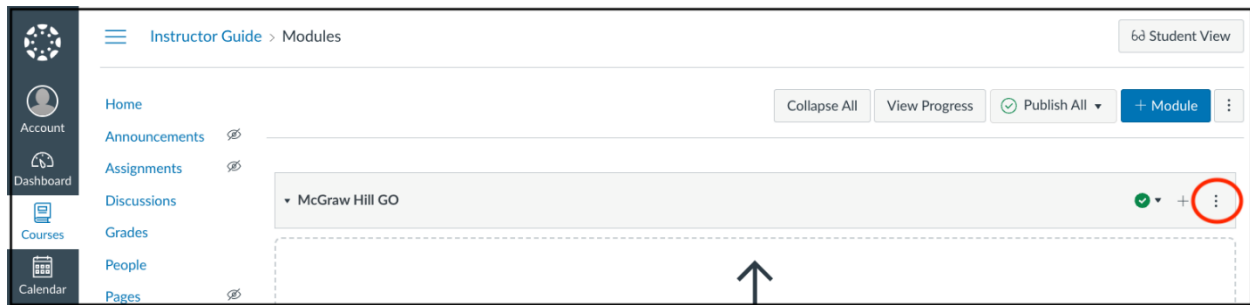 Instructor Guide > Modules
Student View
Account
Dashboard
Courses
Calendar
Home
Announcements
Assignments
Discussions
Grades
People
Pages
Collapse All
View Progress
Publish All
+ Module
McGraw Hill GO